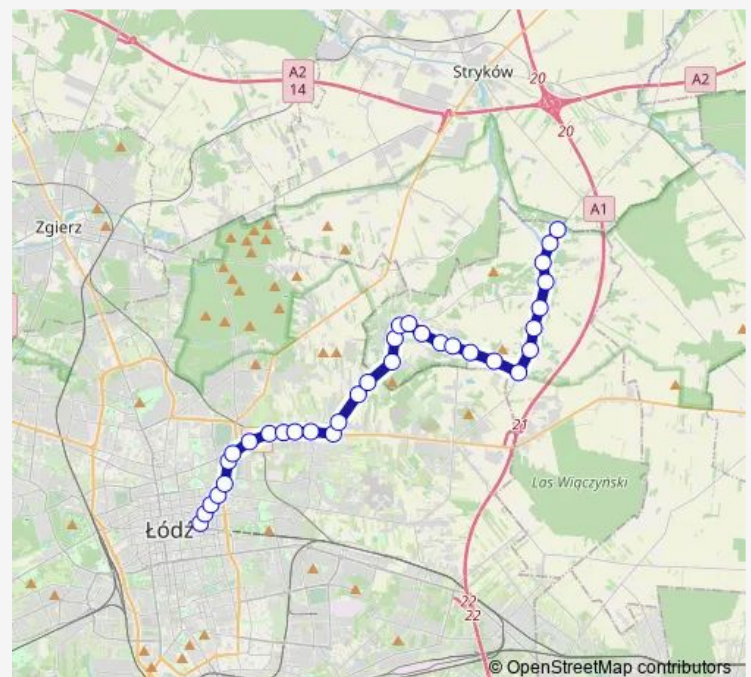 A2
14
Stryków
20
A2
20
Zgierz
A1
21
Las Wiączyński
Łódź
22
22
© OpenStreetMap contributors